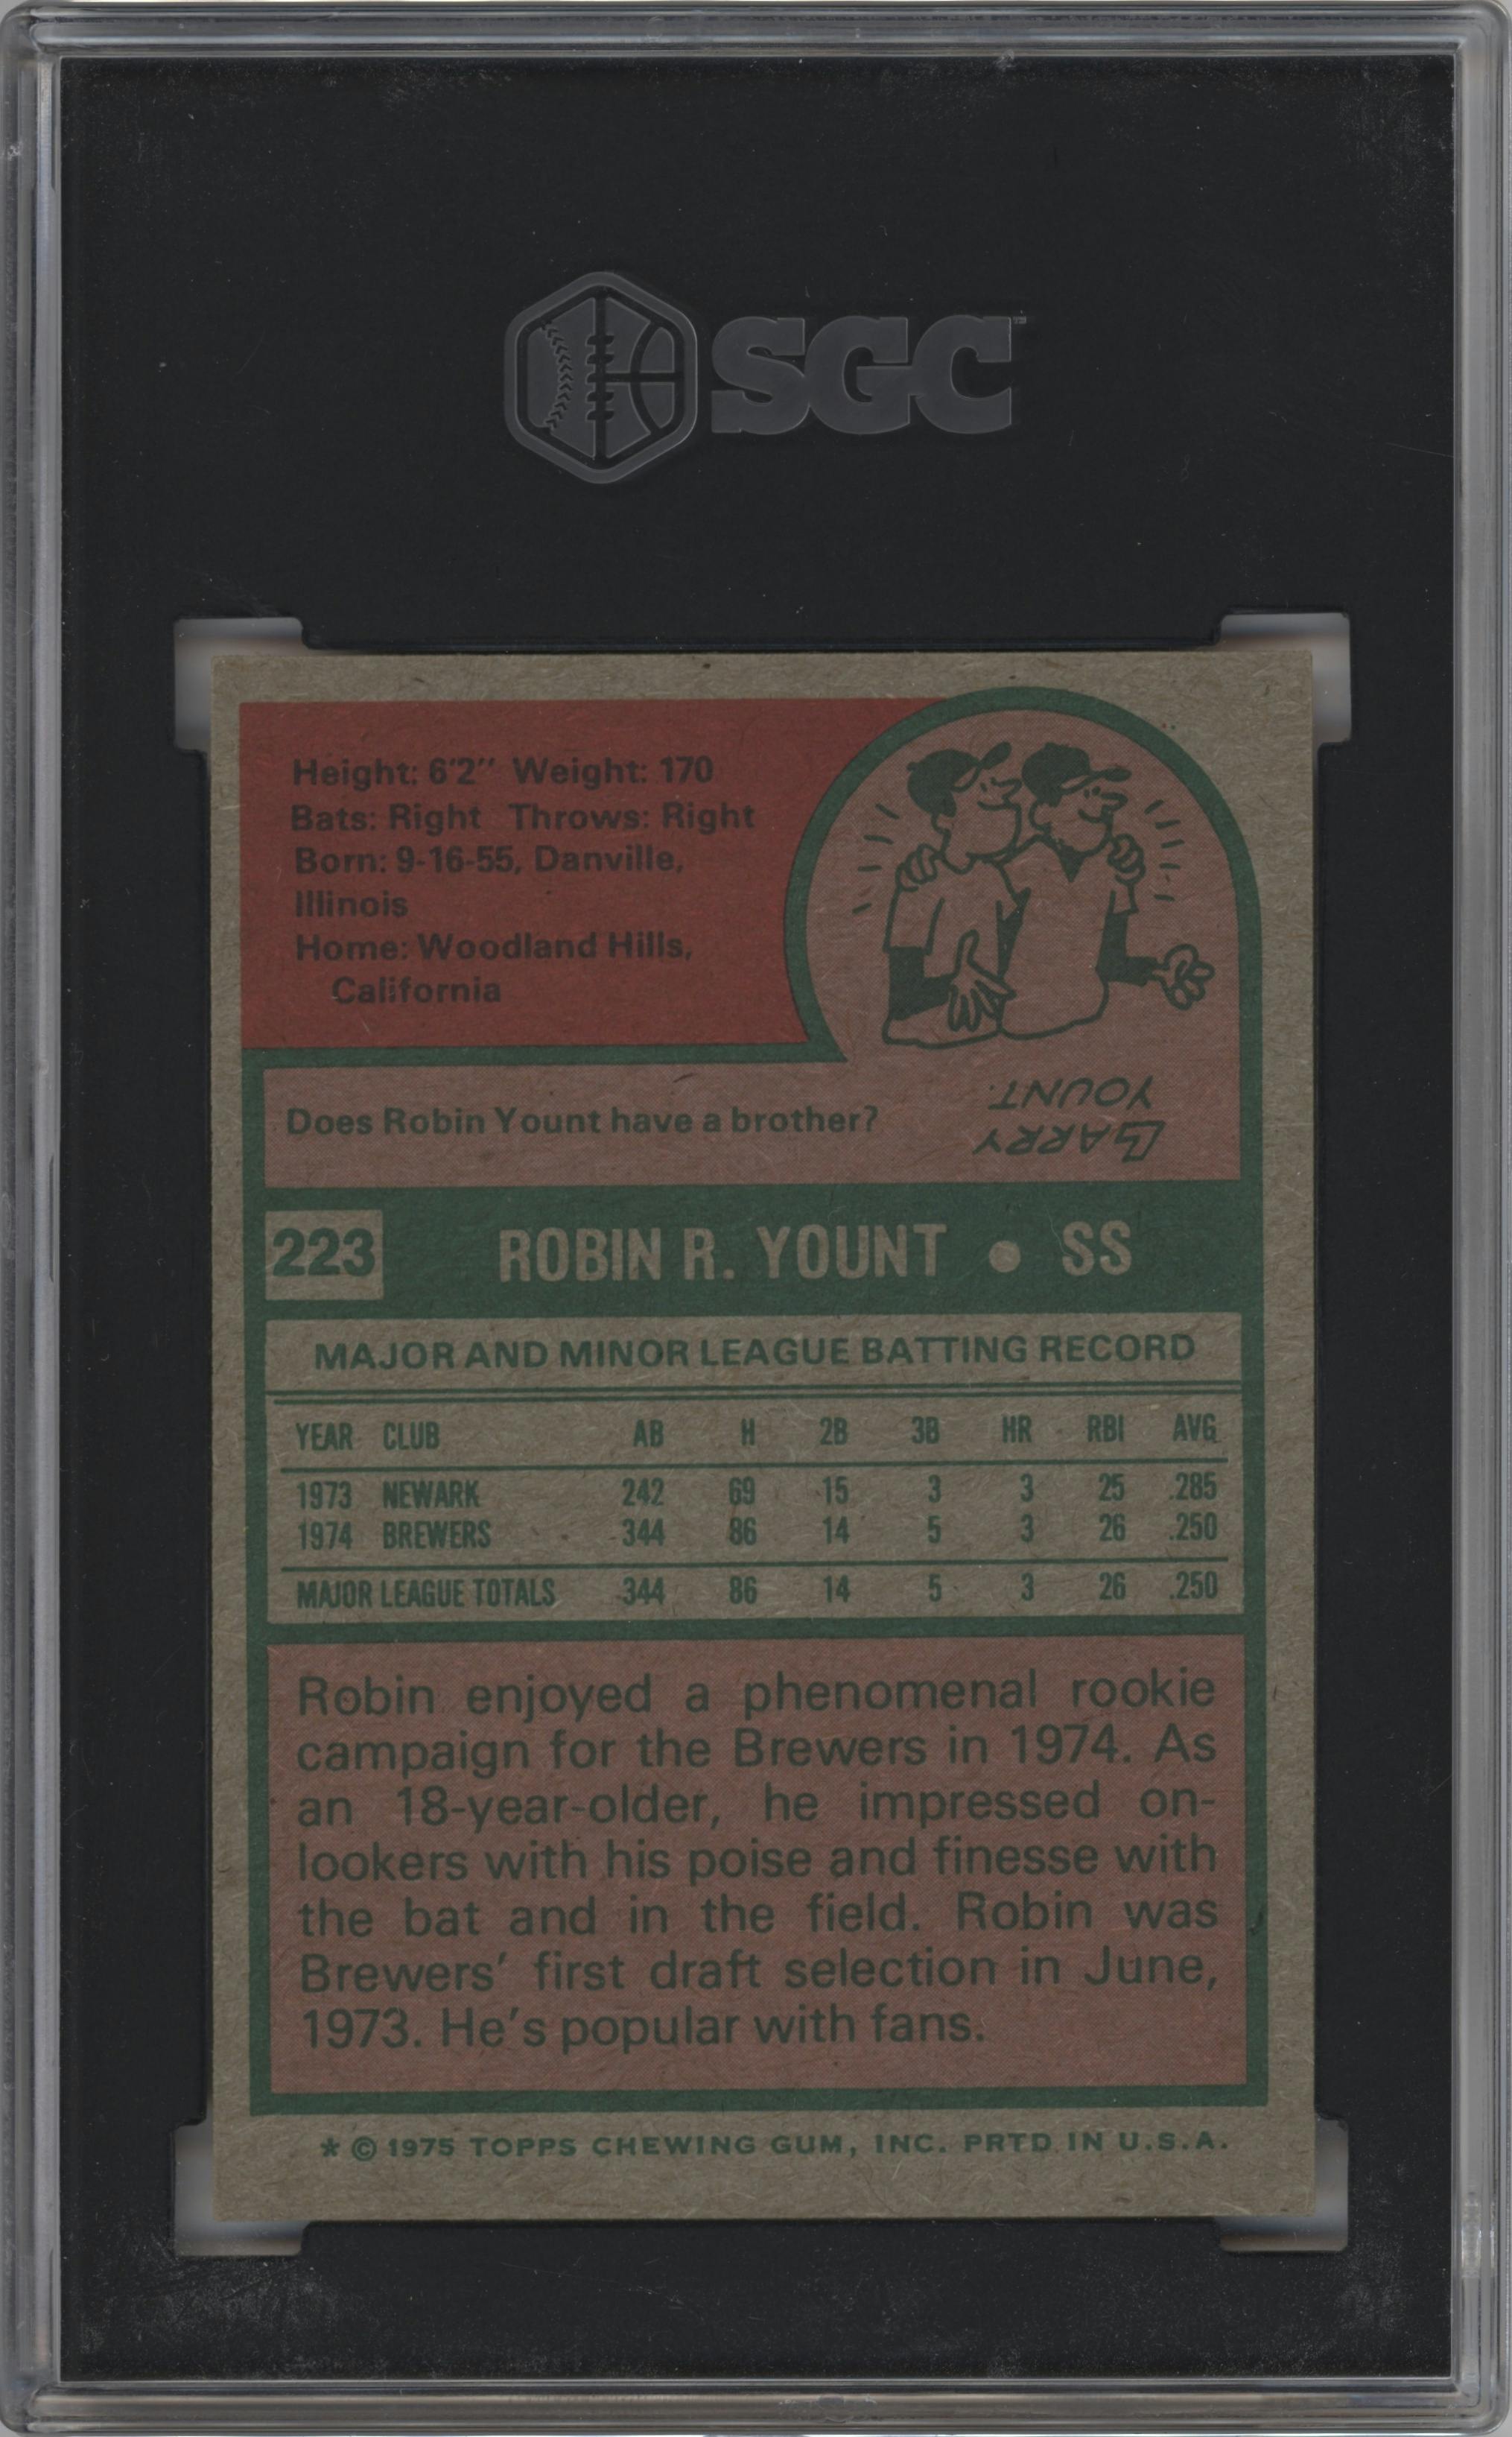 SGC™
Height: 6'2" Weight: 170
Bats: Right Throws: Right
Born: 9-16-55, Danville,
Illinois
Home: Woodland Hills,
California
Does Robin Yount have a brother?
LARRY
YOUNT.
223 ROBIN R. YOUNT • SS
MAJOR AND MINOR LEAGUE BATTING RECORD
YEAR CLUB AB H 2B 3B HR RBI AVG
1973 NEWARK 242 69 15 3 3 25 .285
1974 BREWERS 344 86 14 5 3 26 .250
MAJOR LEAGUE TOTALS 344 86 14 5 3 26 .250
Robin enjoyed a phenomenal rookie
campaign for the Brewers in 1974. As
an 18-year-older, he impressed on-
lookers with his poise and finesse with
the bat and in the field. Robin was
Brewers' first draft selection in June,
1973. He's popular with fans.
* © 1975 TOPPS CHEWING GUM, INC. PRTD. IN U.S.A.